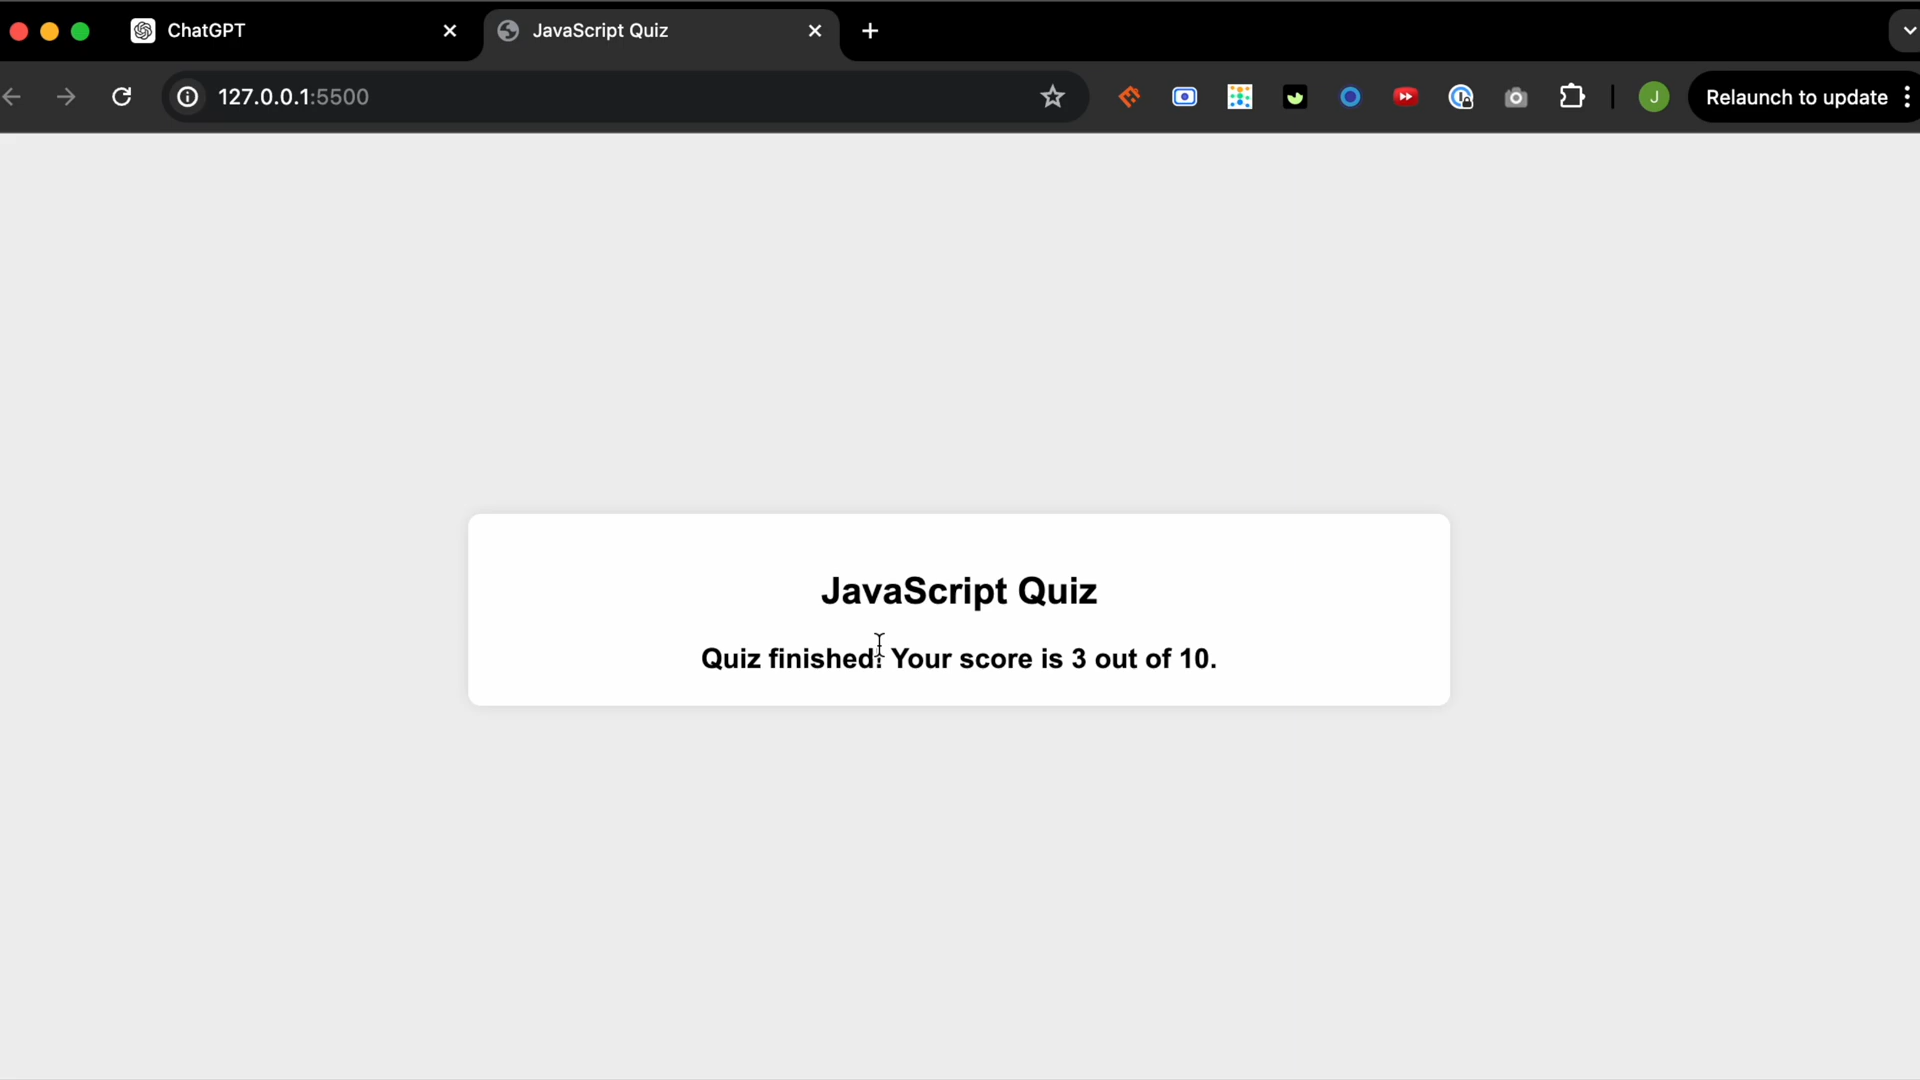 ChatGPT
JavaScript Quiz
127.0.0.1:5500
J
Relaunch to update
JavaScript Quiz
Quiz finished! Your score is 3 out of 10.